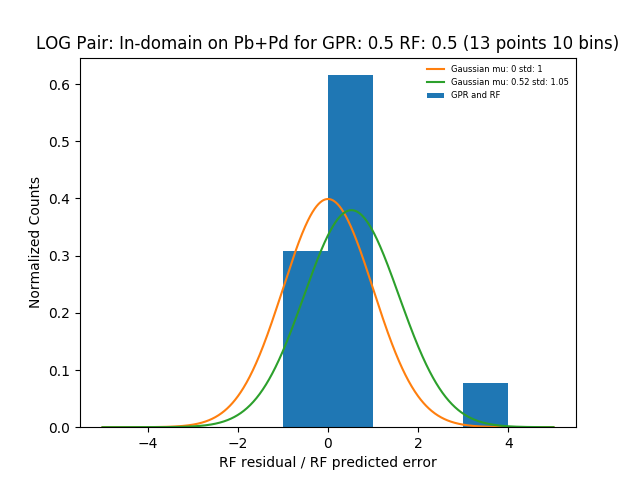 LOG Pair: In-domain on Pb+Pd for GPR: 0.5 RF: 0.5 (13 points 10 bins)
Gaussian mu: 0 std: 1
Gaussian mu: 0.52 std: 1.05
GPR and RF
Normalized Counts
0.6
0.5
0.4
0.3
0.2
0.1
0.0
−4 −2 0 2 4
RF residual / RF predicted error